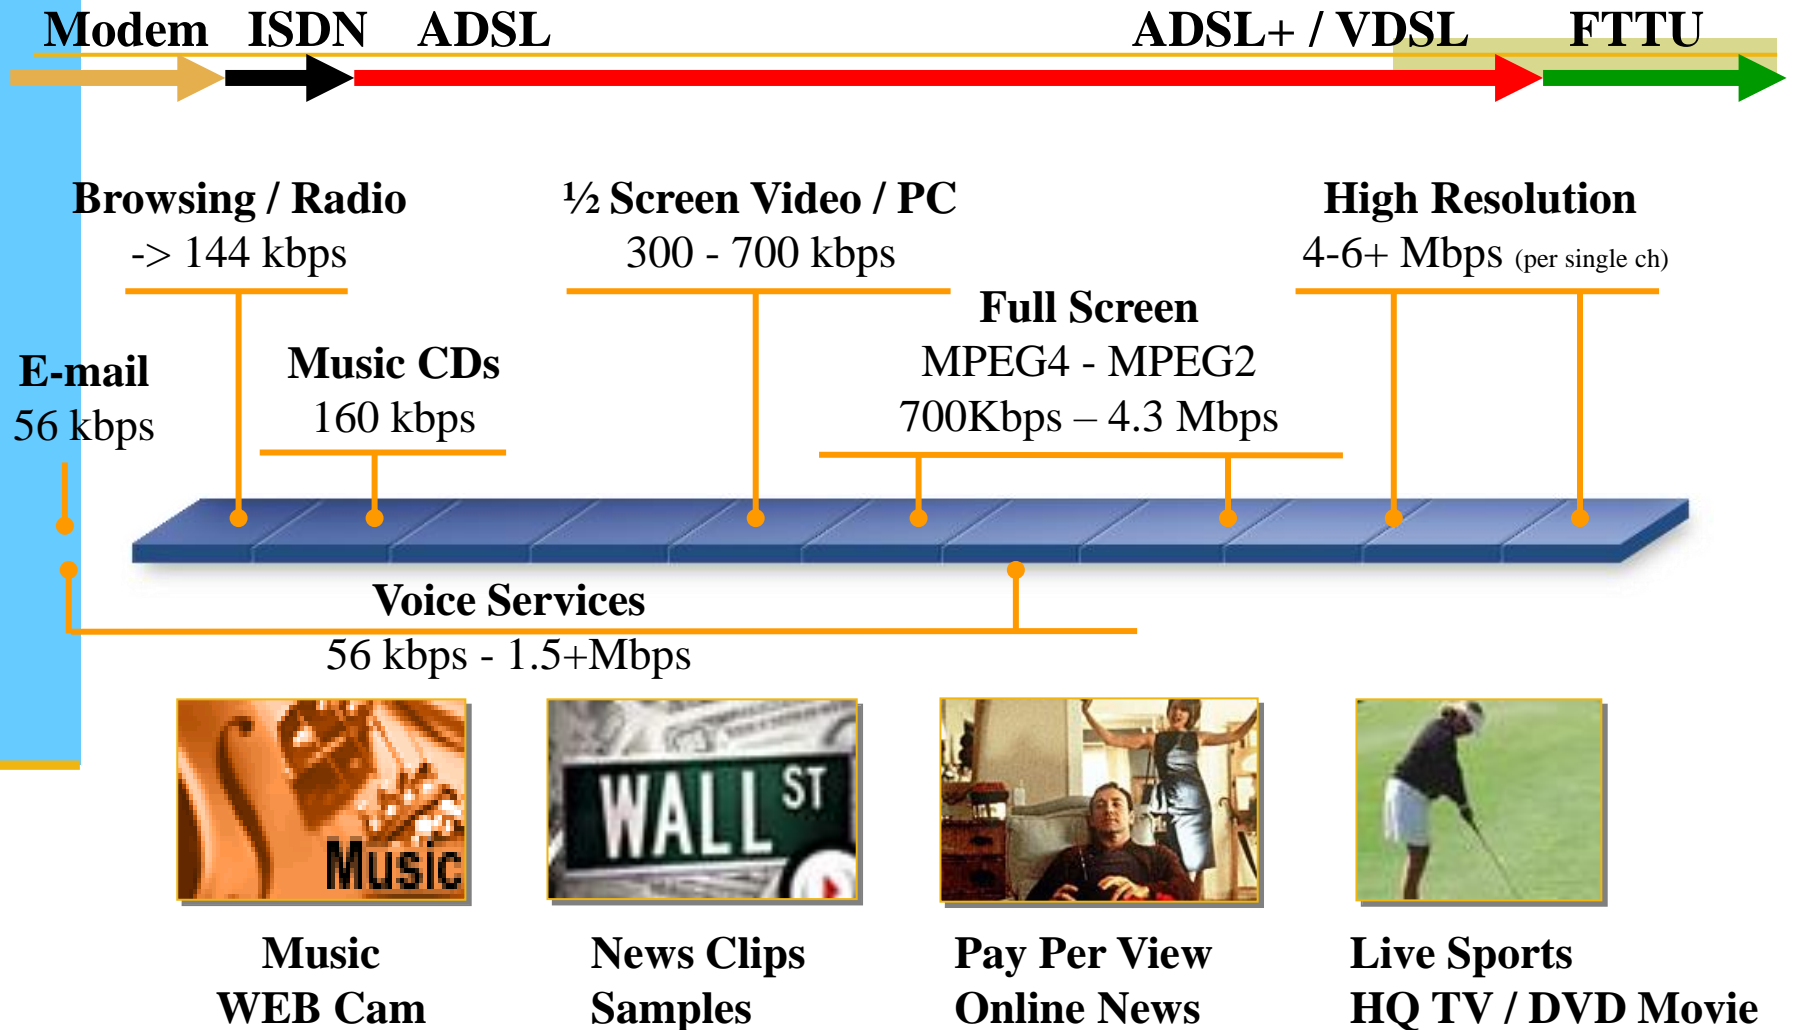 Modem ISDN ADSL ADSL+ / VDSL FTTU
Browsing / Radio
-> 144 kbps
½ Screen Video / PC
300 - 700 kbps
High Resolution
4-6+ Mbps (per single ch)
Full Screen
MPEG4 - MPEG2
700Kbps – 4.3 Mbps
E-mail
56 kbps
Music CDs
160 kbps
Voice Services
56 kbps - 1.5+Mbps
Music
WALL ST
Music
WEB Cam
News Clips
Samples
Pay Per View
Online News
Live Sports
HQ TV / DVD Movie